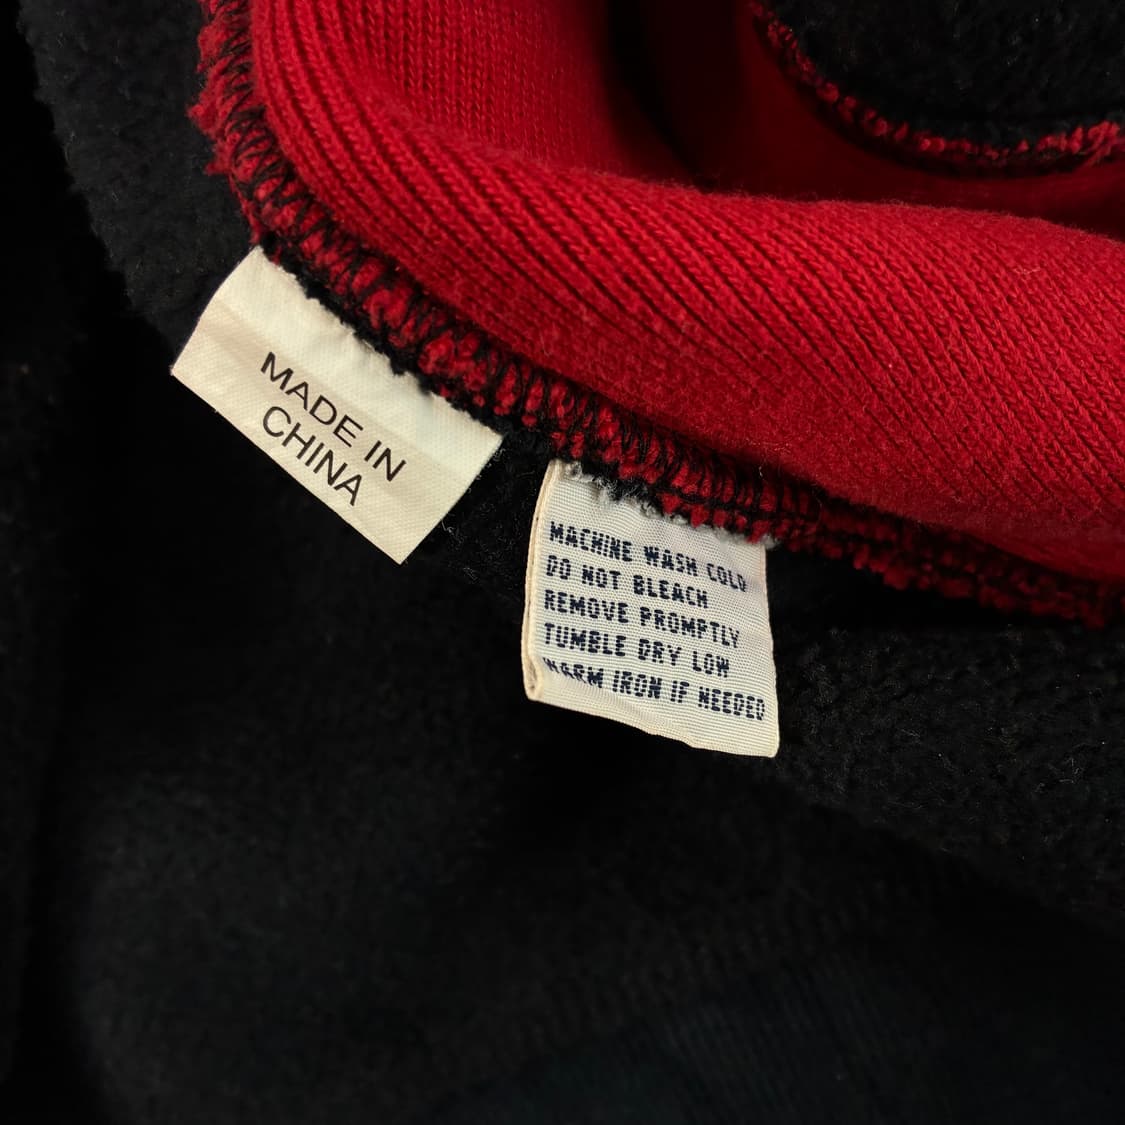 MADE IN
CHINA
MACHINE WASH COLD
DO NOT BLEACH
REMOVE PROMPTLY
TUMBLE DRY LOW
WARM IRON IF NEEDED